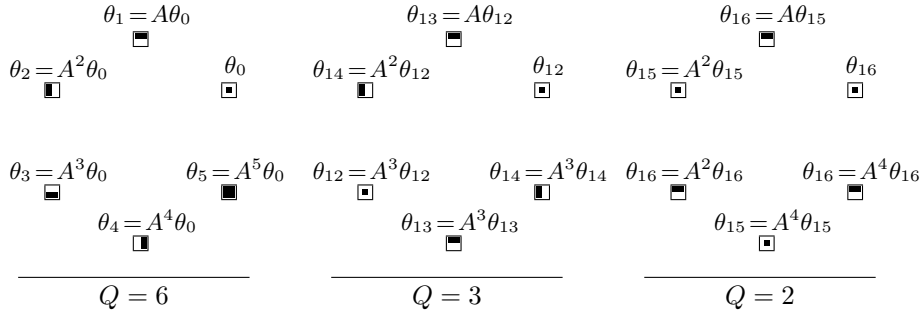 θ₁ = Aθ₀ θ₁₃ = Aθ₁₂ θ₁₆ = Aθ₁₅
θ₂ = A²θ₀ θ₀ θ₁₄ = A²θ₁₂ θ₁₂ θ₁₅ = A²θ₁₅ θ₁₆
θ₃ = A³θ₀ θ₅ = A⁵θ₀ θ₁₂ = A³θ₁₂ θ₁₄ = A³θ₁₄ θ₁₆ = A²θ₁₆ θ₁₆ = A⁴θ₁₆
θ₄ = A⁴θ₀ θ₁₃ = A³θ₁₃ θ₁₅ = A⁴θ₁₅
Q = 6 Q = 3 Q = 2